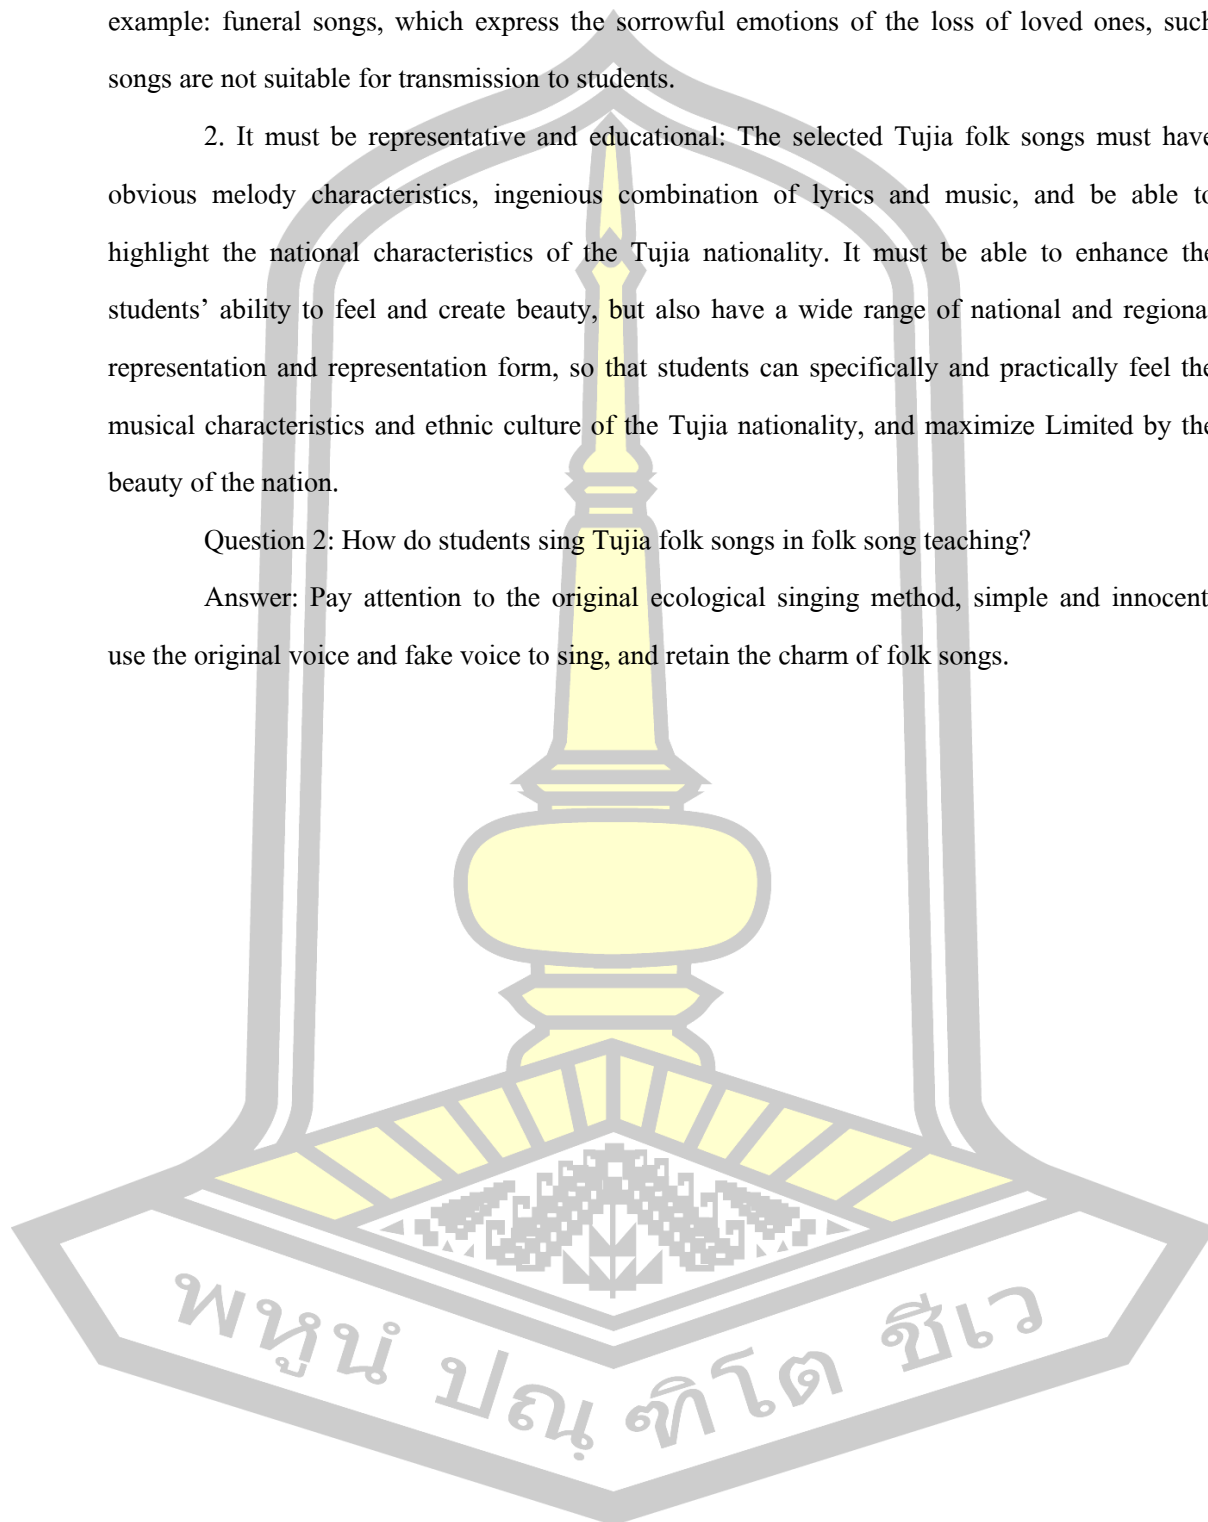 example: funeral songs, which express the sorrowful emotions of the loss of loved ones, such
songs are not suitable for transmission to students.
2. It must be representative and educational: The selected Tujia folk songs must have
obvious melody characteristics, ingenious combination of lyrics and music, and be able to
highlight the national characteristics of the Tujia nationality. It must be able to enhance the
students’ ability to feel and create beauty, but also have a wide range of national and regional
representation and representation form, so that students can specifically and practically feel the
musical characteristics and ethnic culture of the Tujia nationality, and maximize Limited by the
beauty of the nation.
Question 2: How do students sing Tujia folk songs in folk song teaching?
Answer: Pay attention to the original ecological singing method, simple and innocent,
use the original voice and fake voice to sing, and retain the charm of folk songs.
พหูนํ ปณฺฑิโต ชีเว